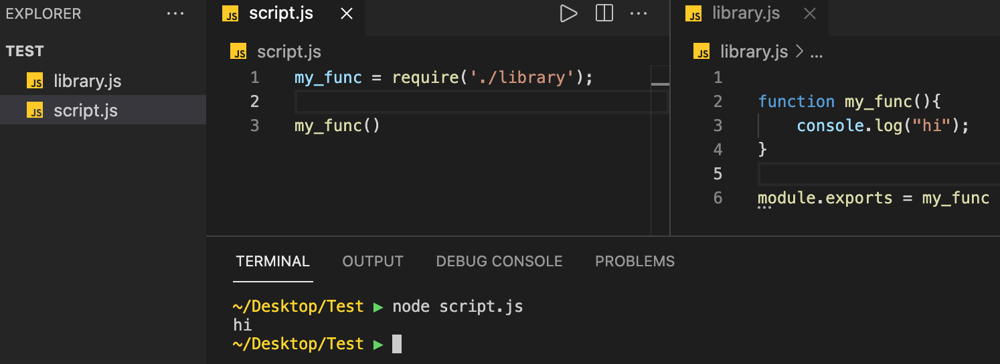 EXPLORER ...
TEST
JS library.js
JS script.js
JS script.js
JS script.js
1 my_func = require('./library');
2
3 my_func()
JS library.js
JS library.js > ...
1
2 function my_func(){
3     console.log("hi");
4 }
5
6 module.exports = my_func
TERMINAL OUTPUT DEBUG CONSOLE PROBLEMS
~/Desktop/Test ▶ node script.js
hi
~/Desktop/Test ▶